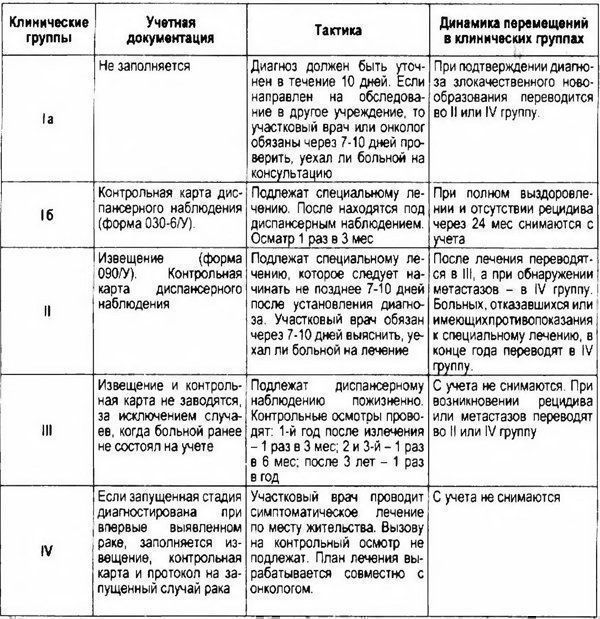 Клинические
группы
Учетная
документация
Тактика
Динамика перемещений
в клинических группах
Iа
Не заполняется
Диагноз должен быть уточ-
нен в течение 10 дней. Если
направлен на обследова-
ние в другое учреждение, то
участковый врач или онколог
обязаны через 7-10 дней про-
верить, уехал ли больной на
консультацию
При подтверждении диагно-
за злокачественного ново-
образования переводится
во II или IV группу.
Iб
Контрольная карта дис-
пансерного наблюдения
(форма 030-6/У).
Подлежат специальному ле-
чению. После находятся под
диспансерным наблюдением.
Осматр 1 раз в 3 мес
При полном выздоровле-
нии и отсутствии рецидива
через 24 мес снимаются с
учета
II
Извещение (форма
090/У). Контрольная
карта диспансерного
наблюдения
Подлежат специальному ле-
чению, которое следует на-
чинать не позднее 7-10 дней
после установления диагно-
за. Участковый врач обязан
через 7-10 дней выяснить, уе-
хал ли больной на лечение
После лечения переводят-
ся в III, а при обнаружении
метастазов – в IV группу.
Больных, отказавшихся или
имеющихпротивопоказания
к специальному лечению, в
конце года переводят в IV
группу.
III
Извещение и контроль-
ная карта не заводятся,
за исключением случа-
ев, когда больной ранее
не состоял на учете
Подлежат диспансерному
наблюдению пожизненно.
Контрольные осмотры прово-
дят: 1-й год после излечения
– 1 раз в 3 мес; 2 и 3-й – 1 раз
в 6 мес; после 3 лет – 1 раз
в год
С учета не снимаются. При
возникновении рецидива
или метастазов переводят
во II или IV группу
IV
Если запущенная стадия
диагностирована при
впервые выявленном
раке, заполняется из-
вещение, контрольная
карта и протокол на за-
пущенный случай рака
Участковый врач проводит
симптоматическое лечение
по месту жительства. Вызову
на контрольный осмотр не
подлежат. План лечения вы-
рабатывается совместно с
онкологом.
С учета не снимаются